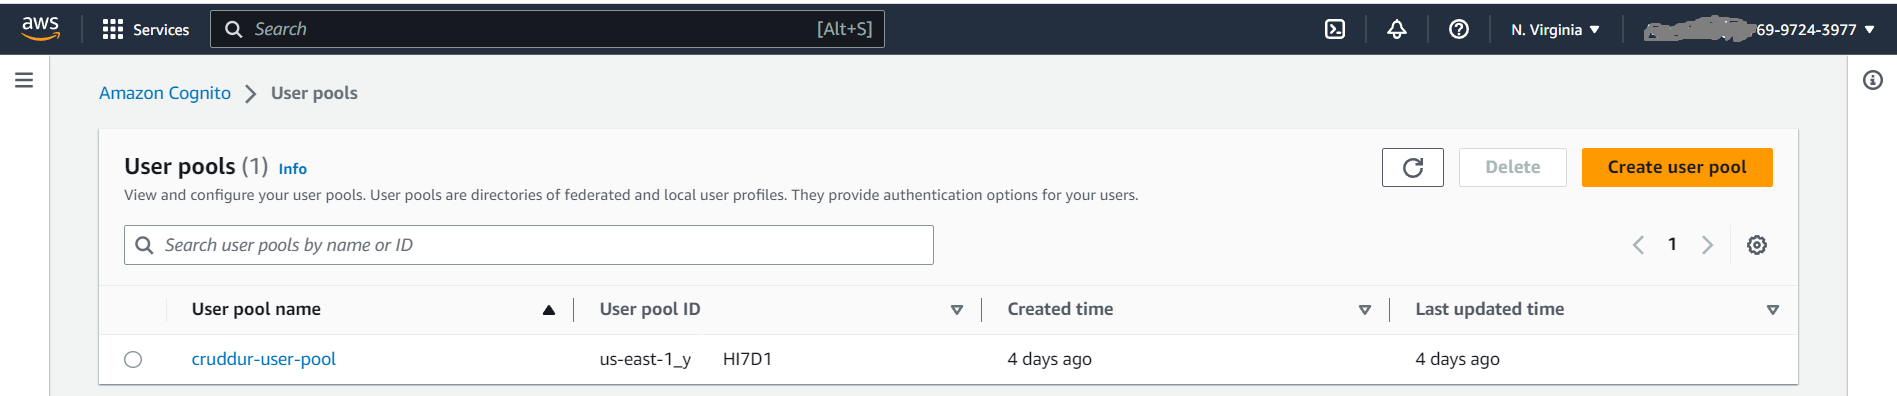 aws Services Search [Alt+S] N. Virginia 69-9724-3977
Amazon Cognito User pools
User pools (1) Info Delete Create user pool
View and configure your user pools. User pools are directories of federated and local user profiles. They provide authentication options for your users.
Search user pools by name or ID 1
User pool name User pool ID Created time Last updated time
cruddur-user-pool us-east-1_y HI7D1 4 days ago 4 days ago